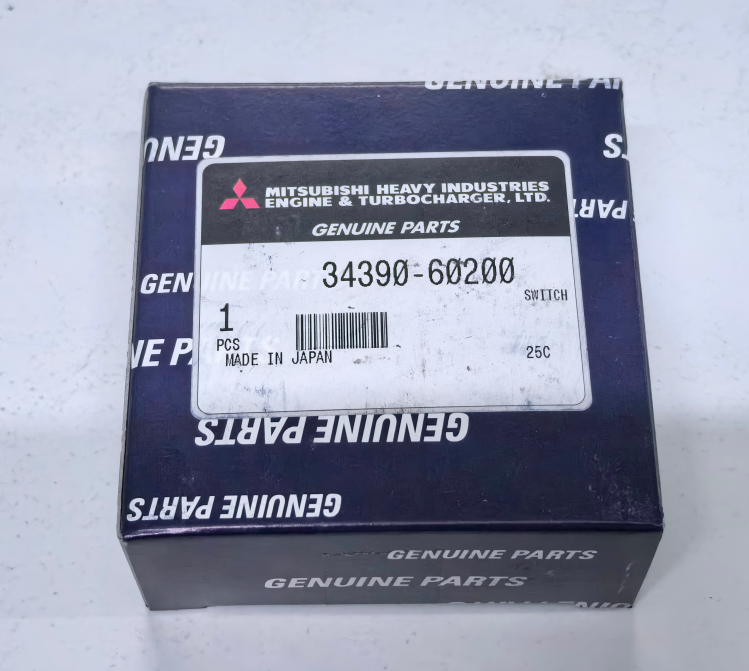 GENUINE PARTS
GENUINE
MITSUBISHI HEAVY INDUSTRIES
ENGINE & TURBOCHARGER, LTD.
GENUINE PARTS
34390-60200
SWITCH
1
PCS
MADE IN JAPAN
25C
GENUINE PARTS
GENUINE PARTS
GENUINE PARTS
GENUINE PARTS